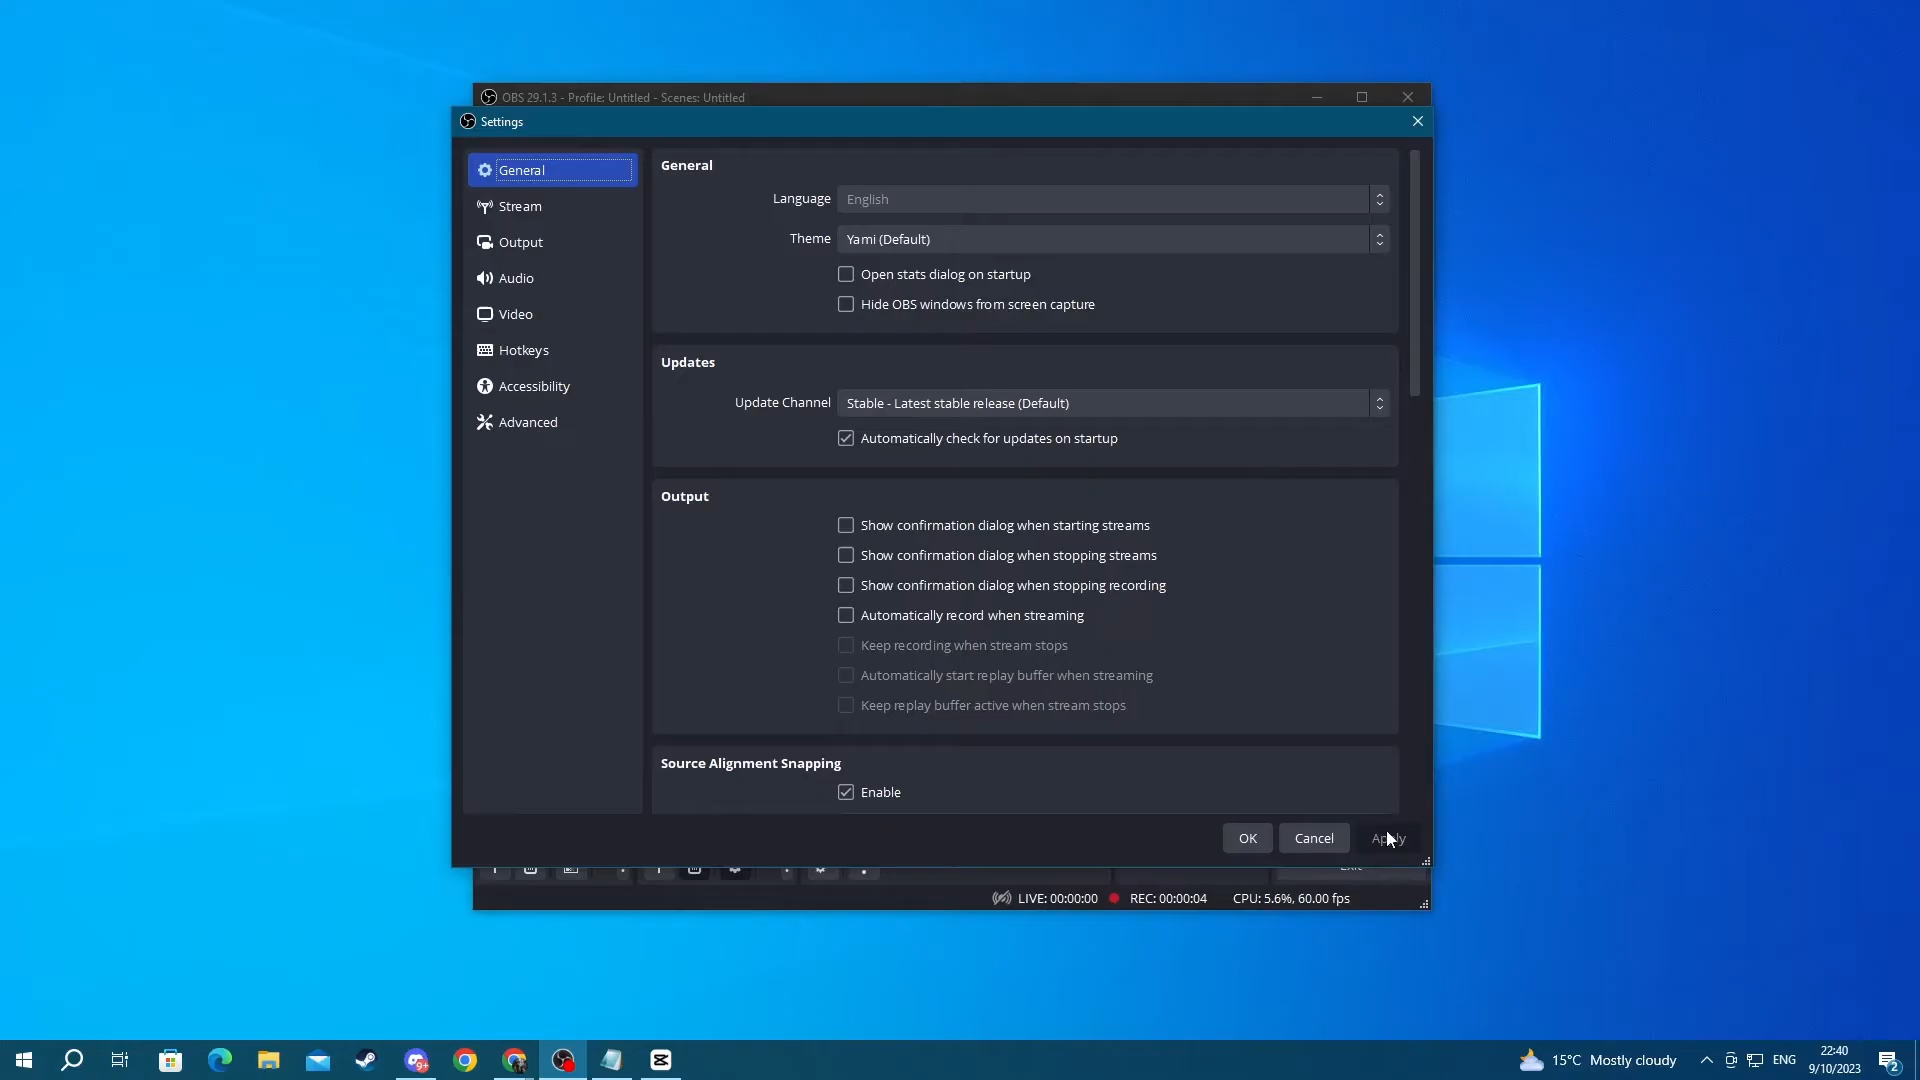 OBS 29.1.3 - Profile: Untitled - Scenes: Untitled
Settings
General
Stream
Output
Audio
Video
Hotkeys
Accessibility
Advanced
General
Language English
Theme Yami (Default)
Open stats dialog on startup
Hide OBS windows from screen capture
Updates
Update Channel Stable - Latest stable release (Default)
Automatically check for updates on startup
Output
Show confirmation dialog when starting streams
Show confirmation dialog when stopping streams
Show confirmation dialog when stopping recording
Automatically record when streaming
Keep recording when stream stops
Automatically start replay buffer when streaming
Keep replay buffer active when stream stops
Source Alignment Snapping
Enable
OK Cancel Apply
LIVE: 00:00:00 REC: 00:00:04 CPU: 5.6%, 60.00 fps
9+
15°C Mostly cloudy ENG
22:40
9/10/2023
2